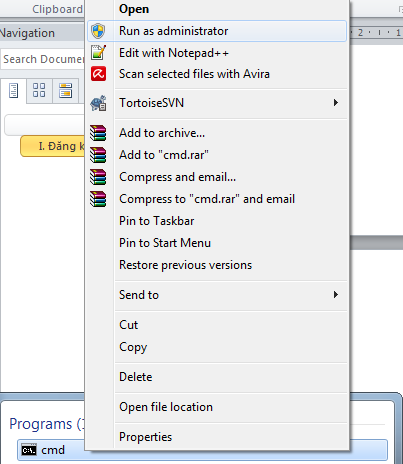 Open
Clipboard
Run as administrator
Navigation
2 · 1
Edit with Notepad++
Search Docume
Scan selected files with Avira
TortoiseSVN
Add to archive...
Add to "cmd.rar"
I. Đăng k
Compress and email...
Compress to "cmd.rar" and email
Pin to Taskbar
Pin to Start Menu
Restore previous versions
Send to
Cut
Copy
Delete
Open file location
Programs (
Properties
cmd